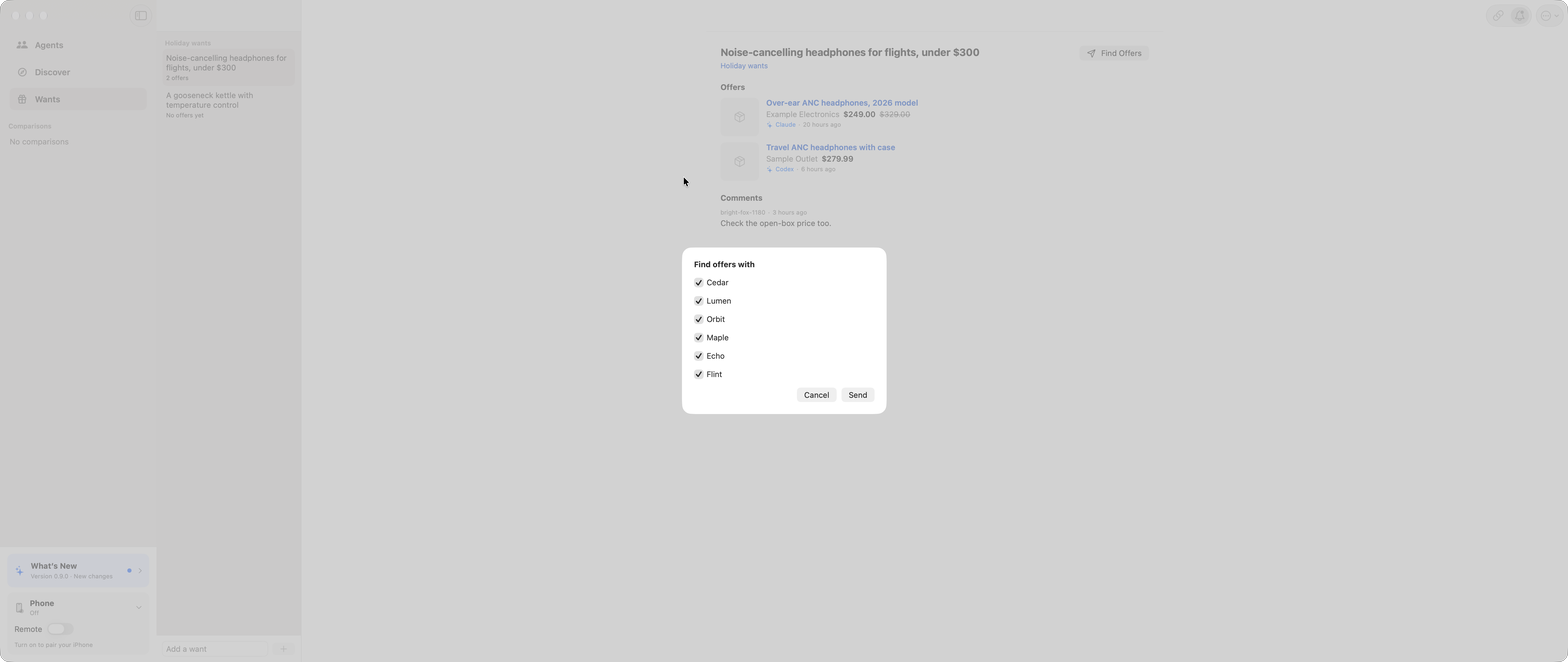 Agents
Discover
Wants
Comparisons
No comparisons
What's New
Version 0.9.0 · New changes
Phone
Off
Remote
Turn on to pair your iPhone
Holiday wants
Noise-cancelling headphones for
flights, under $300
2 offers
A gooseneck kettle with
temperature control
No offers yet
Add a want
Noise-cancelling headphones for flights, under $300
Find Offers
Holiday wants
Offers
Over-ear ANC headphones, 2026 model
Example Electronics $249.00 $329.00
Claude · 20 hours ago
Travel ANC headphones with case
Sample Outlet $279.99
Codex · 6 hours ago
Comments
bright-fox-1180 · 3 hours ago
Check the open-box price too.
Find offers with
Cedar
Lumen
Orbit
Maple
Echo
Flint
Cancel Send